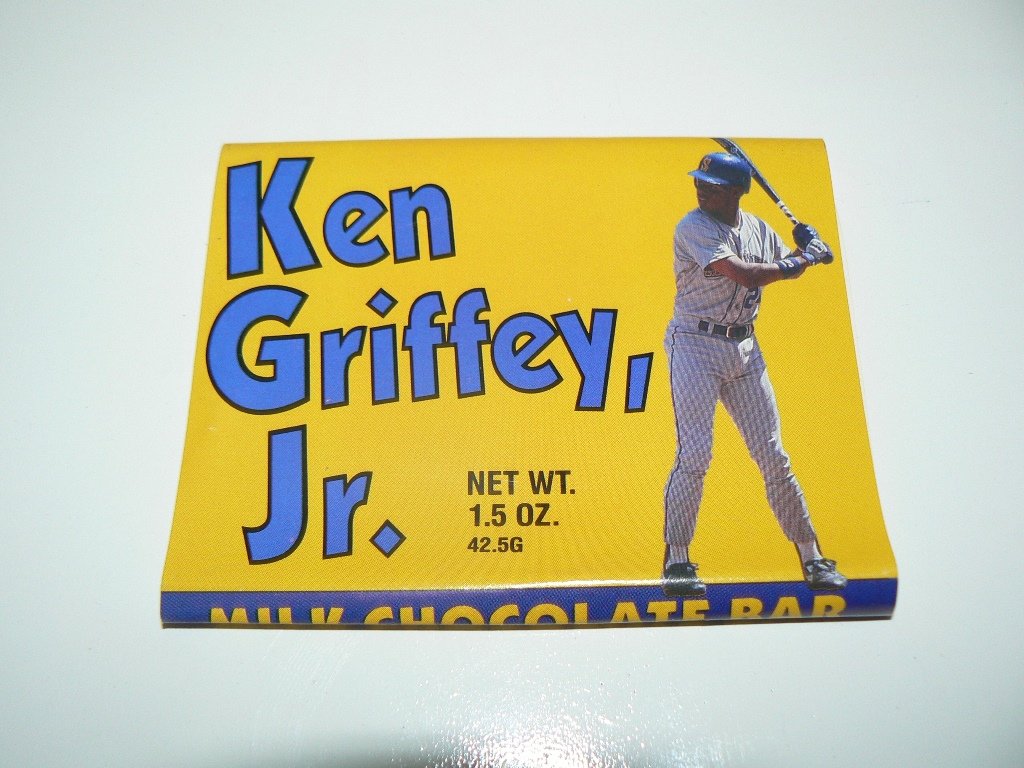 Ken
Griffey,
Jr.
NET WT.
1.5 OZ.
42.5G
MILK CHOCOLATE BAR